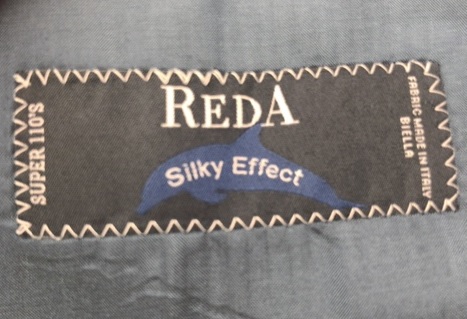 REDA
Silky Effect
SUPER 110'S
FABRIC MADE IN ITALY
BIELLA